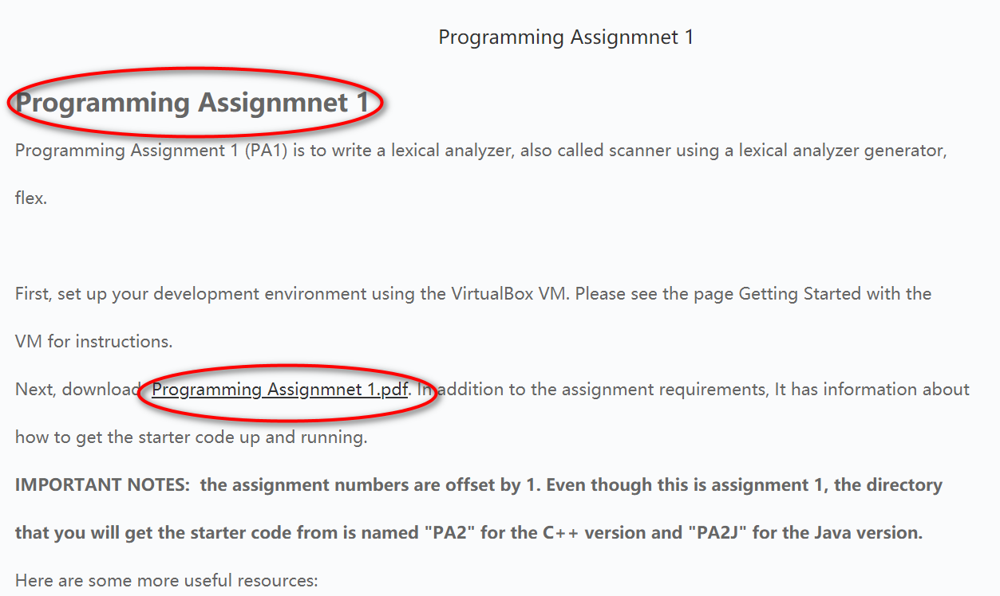 Programming Assignmnet 1
Programming Assignmnet 1
Programming Assignment 1 (PA1) is to write a lexical analyzer, also called scanner using a lexical analyzer generator,
flex.
First, set up your development environment using the VirtualBox VM. Please see the page Getting Started with the
VM for instructions.
Next, download Programming Assignmnet 1.pdf. In addition to the assignment requirements, It has information about
how to get the starter code up and running.
IMPORTANT NOTES:  the assignment numbers are offset by 1. Even though this is assignment 1, the directory
that you will get the starter code from is named "PA2" for the C++ version and "PA2J" for the Java version.
Here are some more useful resources: